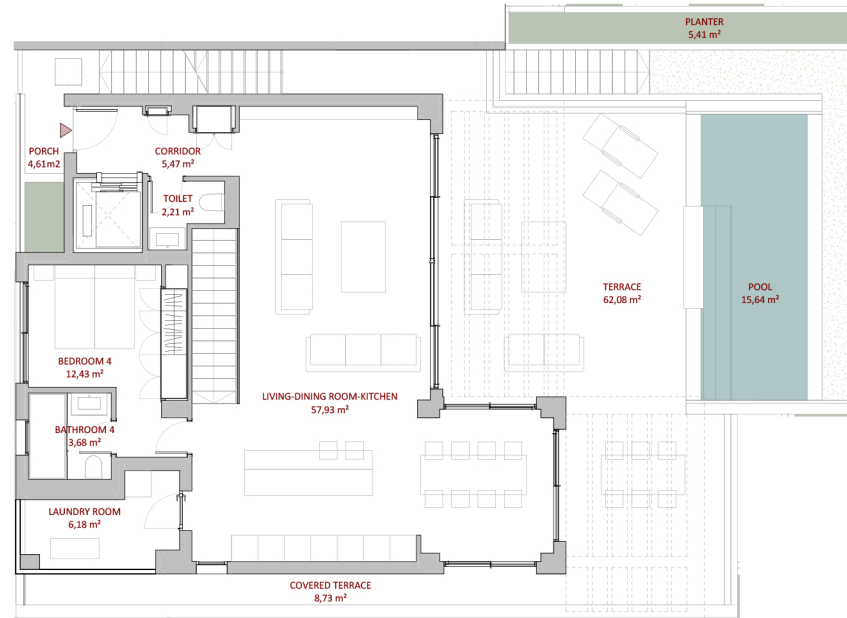 PLANTER
5,41 m²
PORCH
4,61m2
CORRIDOR
5,47 m²
TOILET
2,21 m²
TERRACE
62,08 m²
POOL
15,64 m²
BEDROOM 4
12,43 m²
LIVING-DINING ROOM-KITCHEN
57,93 m²
BATHROOM 4
3,68 m²
LAUNDRY ROOM
6,18 m²
COVERED TERRACE
8,73 m²